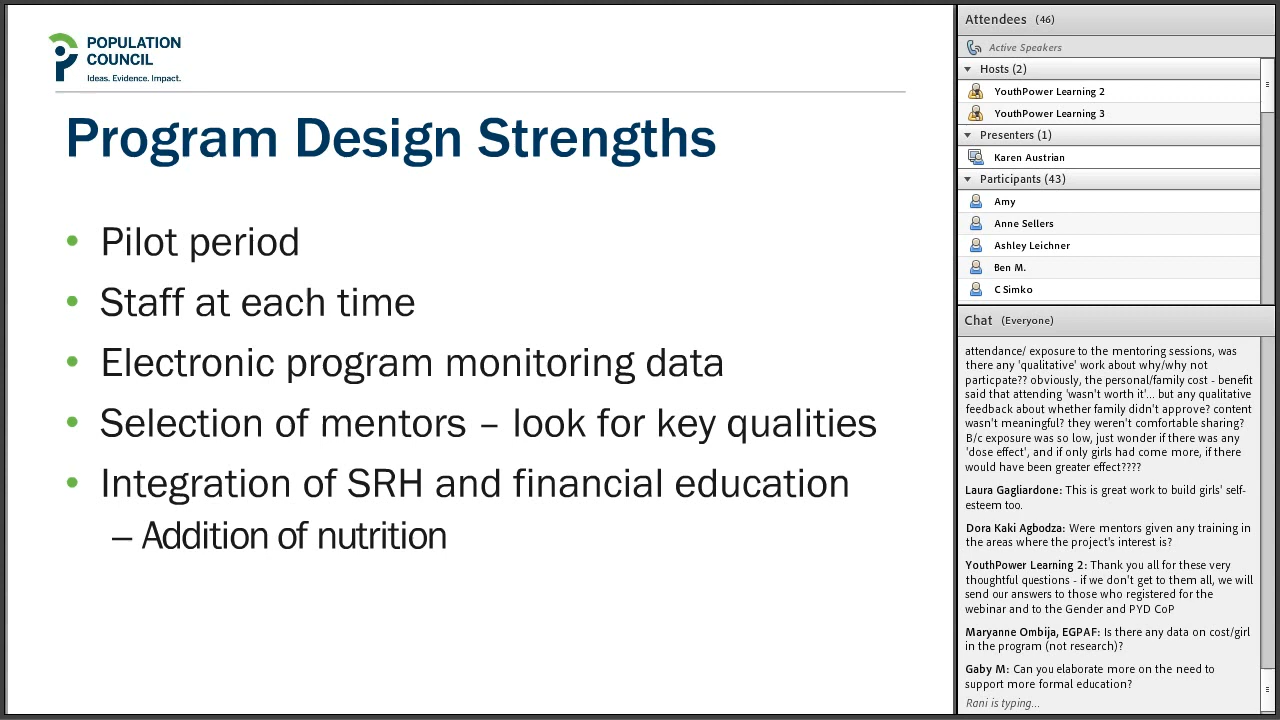 POPULATION
COUNCIL
Ideas. Evidence. Impact.
Program Design Strengths
• Pilot period
• Staff at each time
• Electronic program monitoring data
• Selection of mentors – look for key qualities
• Integration of SRH and financial education
– Addition of nutrition
Attendees (46)
Active Speakers
Hosts (2)
YouthPower Learning 2
YouthPower Learning 3
Presenters (1)
Karen Austrian
Participants (43)
Amy
Anne Sellers
Ashley Leichner
Ben M.
C Simko
Chat (Everyone)
attendance/ exposure to the mentoring sessions, was
there any 'qualitative' work about why/why not
particpate?? obviously, the personal/family cost - benefit
said that attending 'wasn't worth it'... but any qualitative
feedback about whether family didn't approve? content
wasn't meaningful? they weren't comfortable sharing?
B/c exposure was so low, just wonder if there was any
'dose effect', and if only girls had come more, if there
would have been greater effect????
Laura Gagliardone: This is great work to build girls' self-
esteem too.
Dora Kaki Agbodza: Were mentors given any training in
the areas where the project's interest is?
YouthPower Learning 2: Thank you all for these very
thoughtful questions - if we don't get to them all, we will
send our answers to those who registered for the
webinar and to the Gender and PYD CoP
Maryanne Ombija, EGPAF: Is there any data on cost/girl
in the program (not research)?
Gaby M: Can you elaborate more on the need to
support more formal education?
Rani is typing...